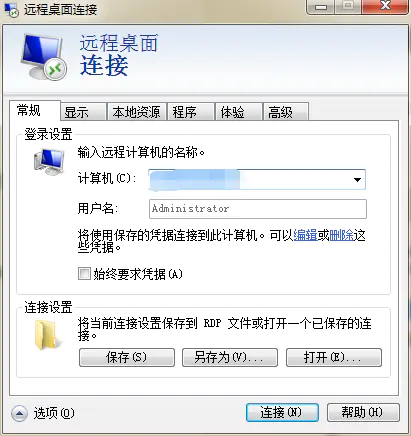 远程桌面连接
远程桌面
连接
常规 显示 本地资源 程序 体验 高级
登录设置
输入远程计算机的名称。
计算机(C):
用户名: Administrator
将使用保存的凭据连接到此计算机。可以编辑或删除这
些凭据。
始终要求凭据(A)
连接设置
将当前连接设置保存到 RDP 文件或打开一个已保存的连
接。
保存(S) 另存为(V)... 打开(E)...
选项(O) 连接(N) 帮助(H)